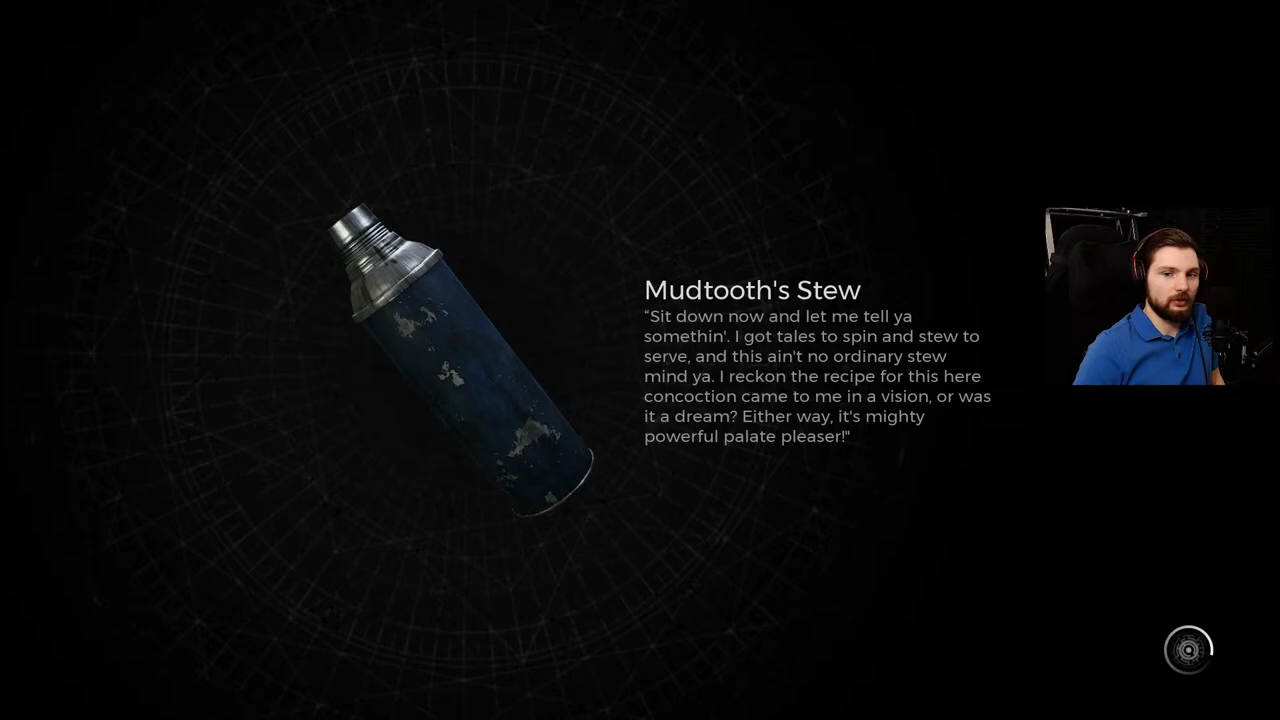 Mudtooth's Stew
“Sit down now and let me tell ya
somethin'. I got tales to spin and stew to
serve, and this ain't no ordinary stew
mind ya. I reckon the recipe for this here
concoction came to me in a vision, or was
it a dream? Either way, it's mighty
powerful palate pleaser!"